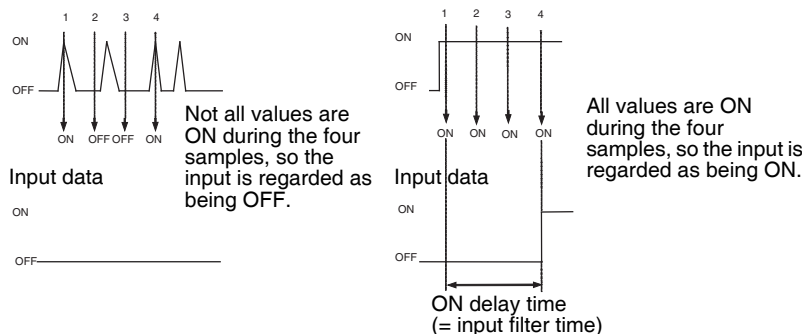 1 2 3 4
ON
OFF
ON OFF OFF ON
Not all values are
ON during the four
samples, so the
input is regarded as
being OFF.
Input data
ON
OFF
1 2 3 4
ON
OFF
ON ON ON ON
All values are ON
during the four
samples, so the input is
regarded as being ON.
Input data
ON
OFF
ON delay time
(= input filter time)